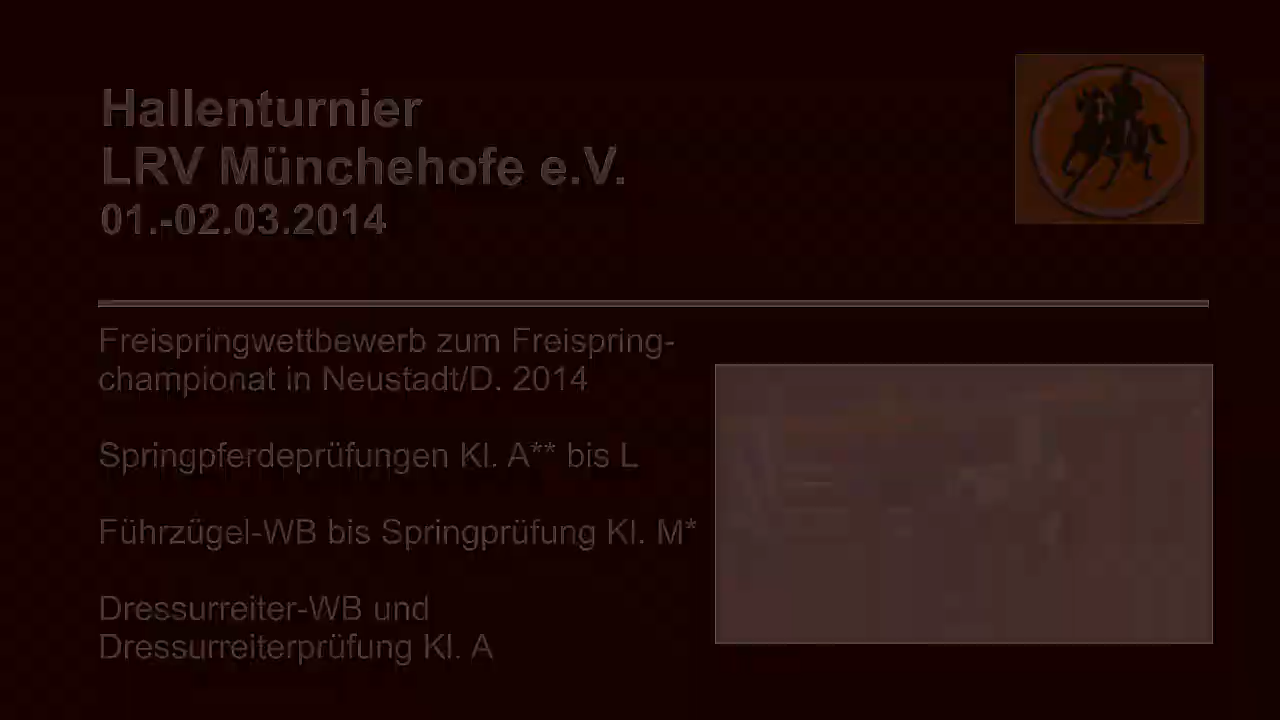 Hallenturnier
LRV Münchehofe e.V.
01.-02.03.2014
Freispringwettbewerb zum Freispring-
championat in Neustadt/D. 2014
Springpferdeprüfungen Kl. A** bis L
Führzügel-WB bis Springprüfung Kl. M*
Dressurreiter-WB und
Dressurreiterprüfung Kl. A